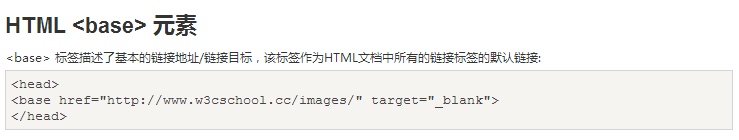 HTML <base> 元素
<base> 标签描述了基本的链接地址/链接目标，该标签作为HTML文档中所有的链接标签的默认链接:
<head>
<base href="http://www.w3cschool.cc/images/" target="_blank">
</head>